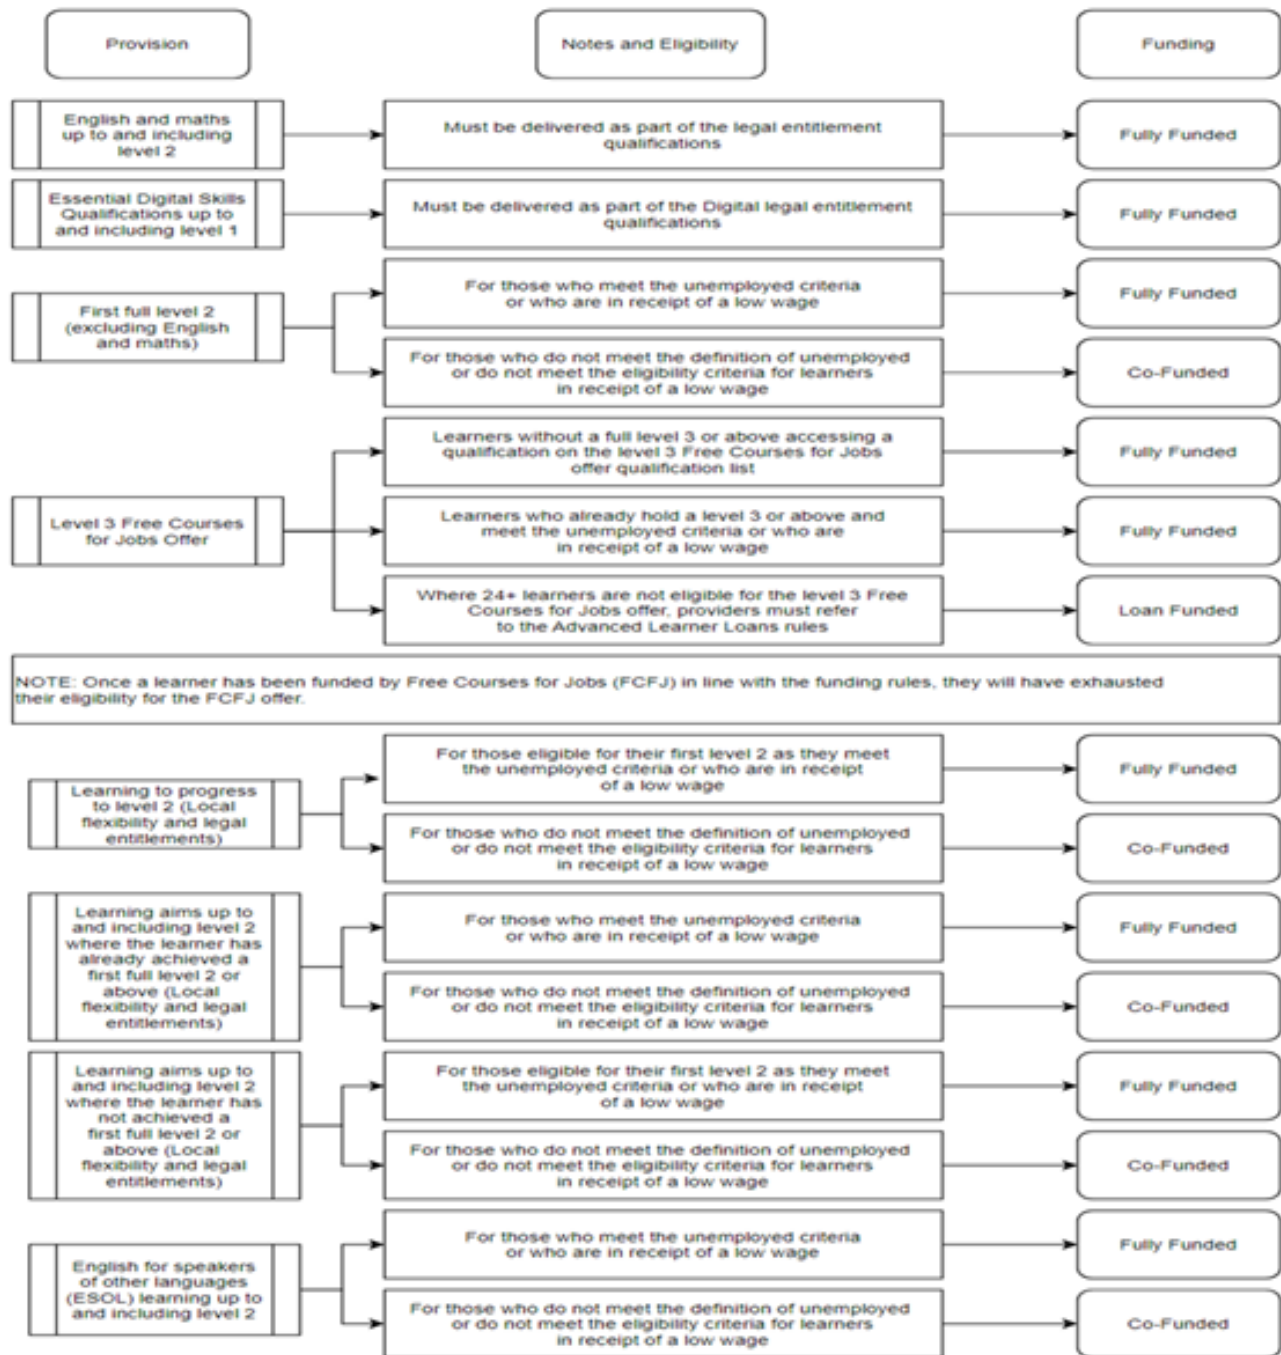 Provision
Notes and Eligibility
Funding
English and maths
up to and including
level 2
Must be delivered as part of the legal entitlement
qualifications
Fully Funded
Essential Digital Skills
Qualifications up to
and including level 1
Must be delivered as part of the Digital legal entitlement
qualifications
Fully Funded
First full level 2
(excluding English
and maths)
For those who meet the unemployed criteria
or who are in receipt of a low wage
Fully Funded
For those who do not meet the definition of unemployed
or do not meet the eligibility criteria for learners
in receipt of a low wage
Co-Funded
Level 3 Free Courses
for Jobs Offer
Learners without a full level 3 or above accessing a
qualification on the level 3 Free Courses for Jobs
offer qualification list
Fully Funded
Learners who already hold a level 3 or above and
meet the unemployed criteria or who are
in receipt of a low wage
Fully Funded
Where 24+ learners are not eligible for the level 3 Free
Courses for Jobs offer, providers must refer
to the Advanced Learner Loans rules
Loan Funded
NOTE: Once a learner has been funded by Free Courses for Jobs (FCFJ) in line with the funding rules, they will have exhausted
their eligibility for the FCFJ offer.
Learning to progress
to level 2 (Local
flexibility and legal
entitlements)
For those eligible for their first level 2 as they meet
the unemployed criteria or who are in receipt
of a low wage
Fully Funded
For those who do not meet the definition of unemployed
or do not meet the eligibility criteria for learners
in receipt of a low wage
Co-Funded
Learning aims up to
and including level 2
where the learner has
already achieved a
first full level 2 or
above (Local
flexibility and legal
entitlements)
For those who meet the unemployed criteria
or who are in receipt of a low wage
Fully Funded
For those who do not meet the definition of unemployed
or do not meet the eligibility criteria for learners
in receipt of a low wage
Co-Funded
Learning aims up to
and including level 2
where the learner has
not achieved a
first full level 2 or
above (Local
flexibility and legal
entitlements)
For those eligible for their first level 2 as they meet
the unemployed criteria or who are in receipt
of a low wage
Fully Funded
For those who do not meet the definition of unemployed
or do not meet the eligibility criteria for learners
in receipt of a low wage
Co-Funded
English for speakers
of other languages
(ESOL) learning up to
and including level 2
For those who meet the unemployed criteria
or who are in receipt of a low wage
Fully Funded
For those who do not meet the definition of unemployed
or do not meet the eligibility criteria for learners
in receipt of a low wage
Co-Funded